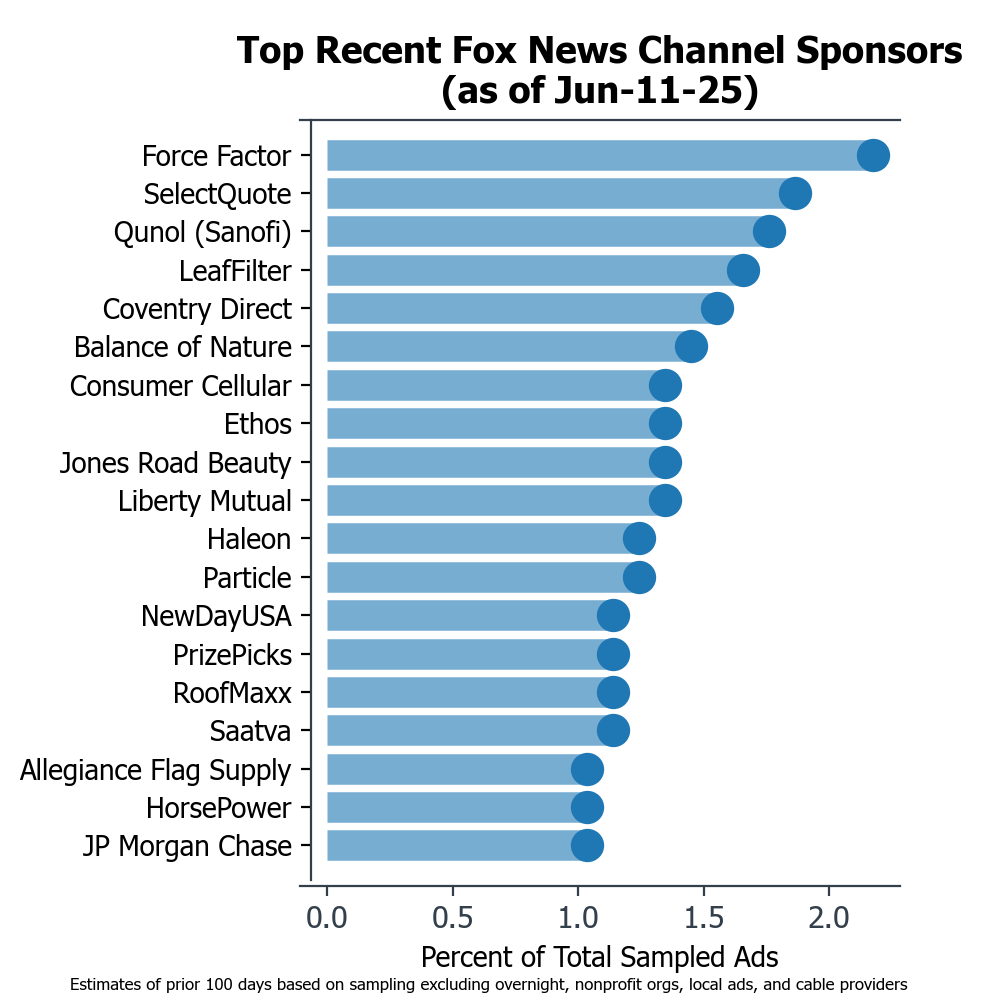 Top Recent Fox News Channel Sponsors
(as of Jun-11-25)
Force Factor
SelectQuote
Qunol (Sanofi)
LeafFilter
Coventry Direct
Balance of Nature
Consumer Cellular
Ethos
Jones Road Beauty
Liberty Mutual
Haleon
Particle
NewDayUSA
PrizePicks
RoofMaxx
Saatva
Allegiance Flag Supply
HorsePower
JP Morgan Chase
0.0 0.5 1.0 1.5 2.0
Percent of Total Sampled Ads
Estimates of prior 100 days based on sampling excluding overnight, nonprofit orgs, local ads, and cable providers